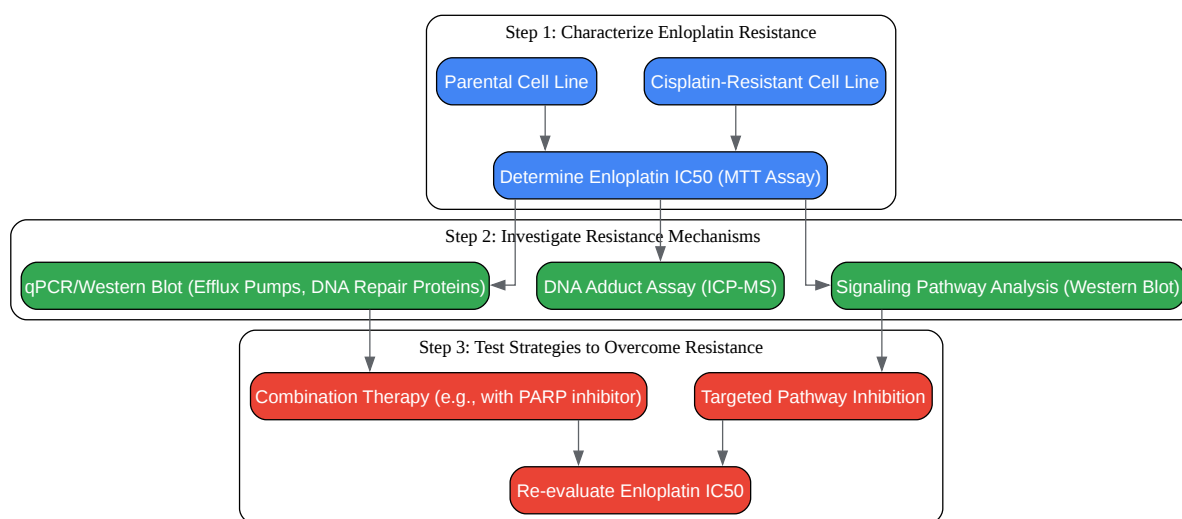 Step 1: Characterize Enloplatin Resistance
Parental Cell Line
Cisplatin-Resistant Cell Line
Determine Enloplatin IC50 (MTT Assay)
Step 2: Investigate Resistance Mechanisms
qPCR/Western Blot (Efflux Pumps, DNA Repair Proteins)
DNA Adduct Assay (ICP-MS)
Signaling Pathway Analysis (Western Blot)
Step 3: Test Strategies to Overcome Resistance
Combination Therapy (e.g., with PARP inhibitor)
Targeted Pathway Inhibition
Re-evaluate Enloplatin IC50